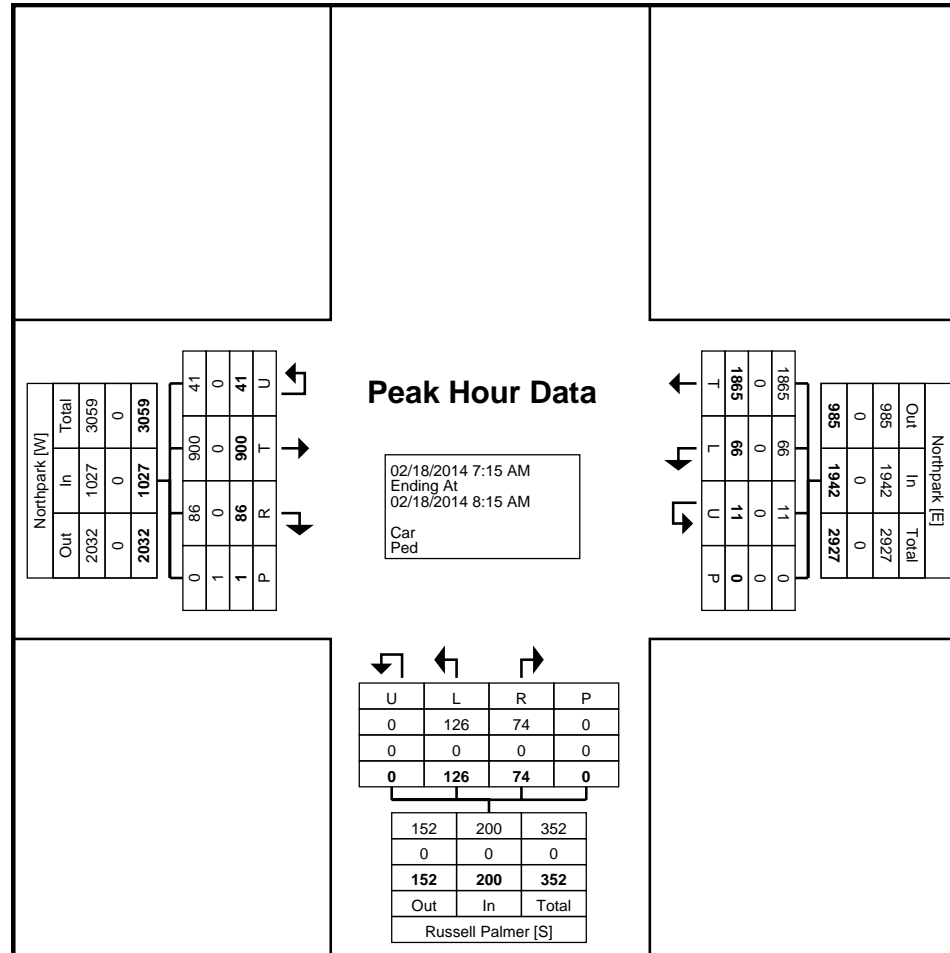 Peak Hour Data
02/18/2014 7:15 AM
Ending At
02/18/2014 8:15 AM
Car
Ped
Northpark [W]
Out In Total
2032 1027 3059
0 0 0
2032 1027 3059
41 900 86 0
0 0 0 1
41 900 86 1
U T R P
Northpark [E]
Out In Total
985 1942 2927
0 0 0
985 1942 2927
1865 66 11 0
0 0 0 0
1865 66 11 0
T L U P
U L R P
0 126 74 0
0 0 0 0
0 126 74 0
152 200 352
0 0 0
152 200 352
Out In Total
Russell Palmer [S]